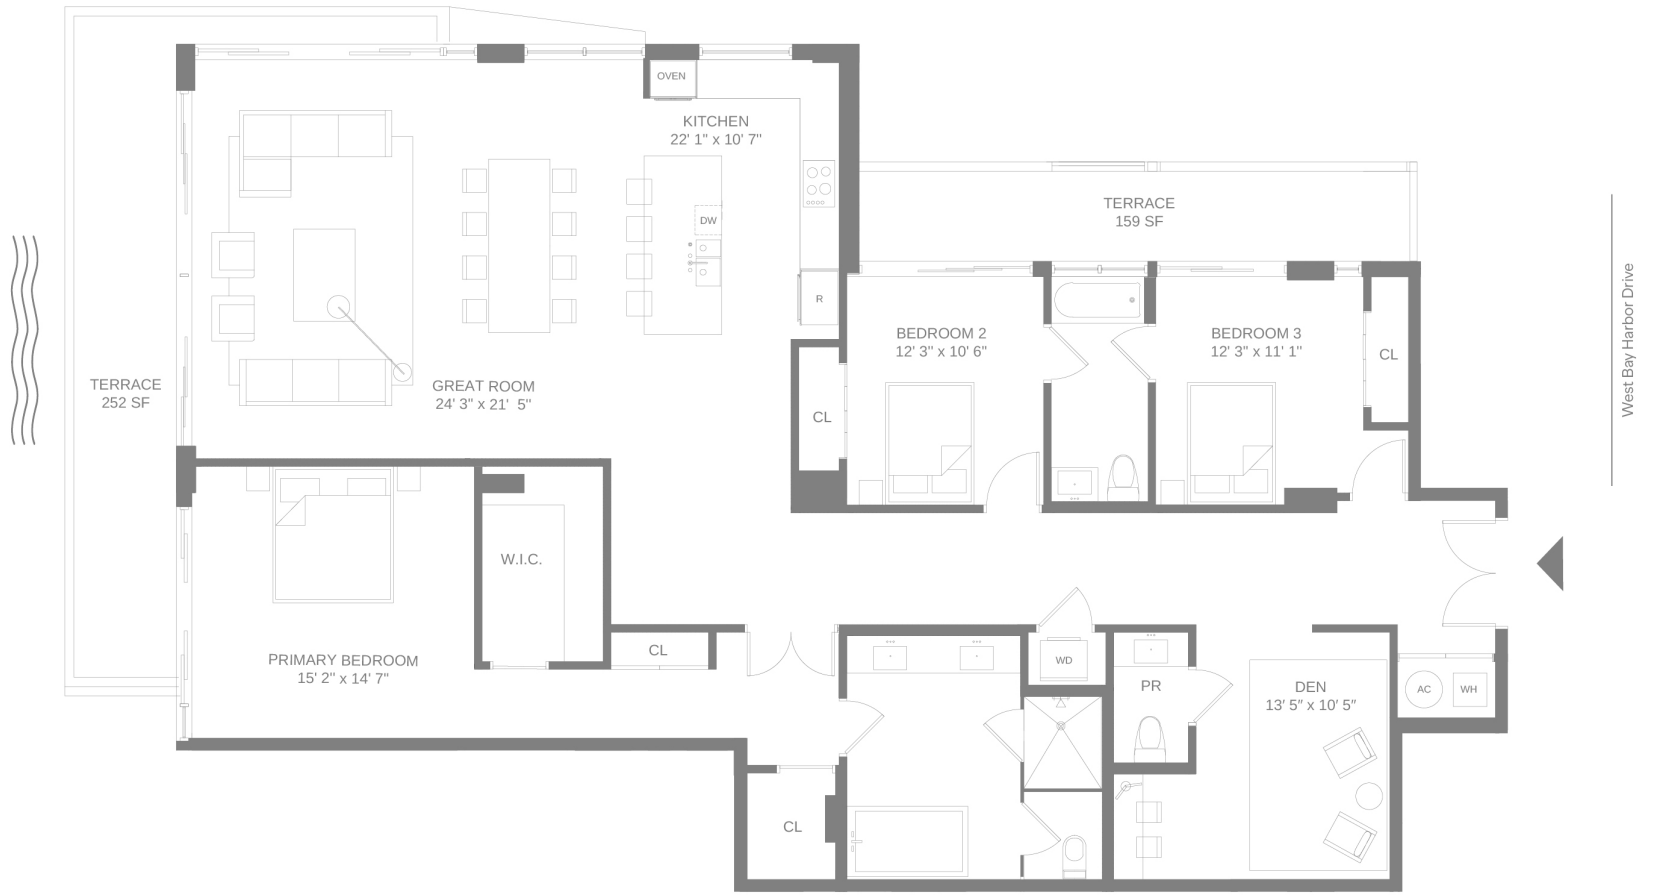 OVEN
KITCHEN
22' 1" x 10' 7"
TERRACE
159 SF
DW
R
BEDROOM 2
12' 3" x 10' 6"
BEDROOM 3
12' 3" x 11' 1"
CL
West Bay Harbor Drive
TERRACE
252 SF
GREAT ROOM
24' 3" x 21' 5"
CL
W.I.C.
PRIMARY BEDROOM
15' 2" x 14' 7"
CL
WD
PR
DEN
13' 5" x 10' 5"
AC
WH
CL